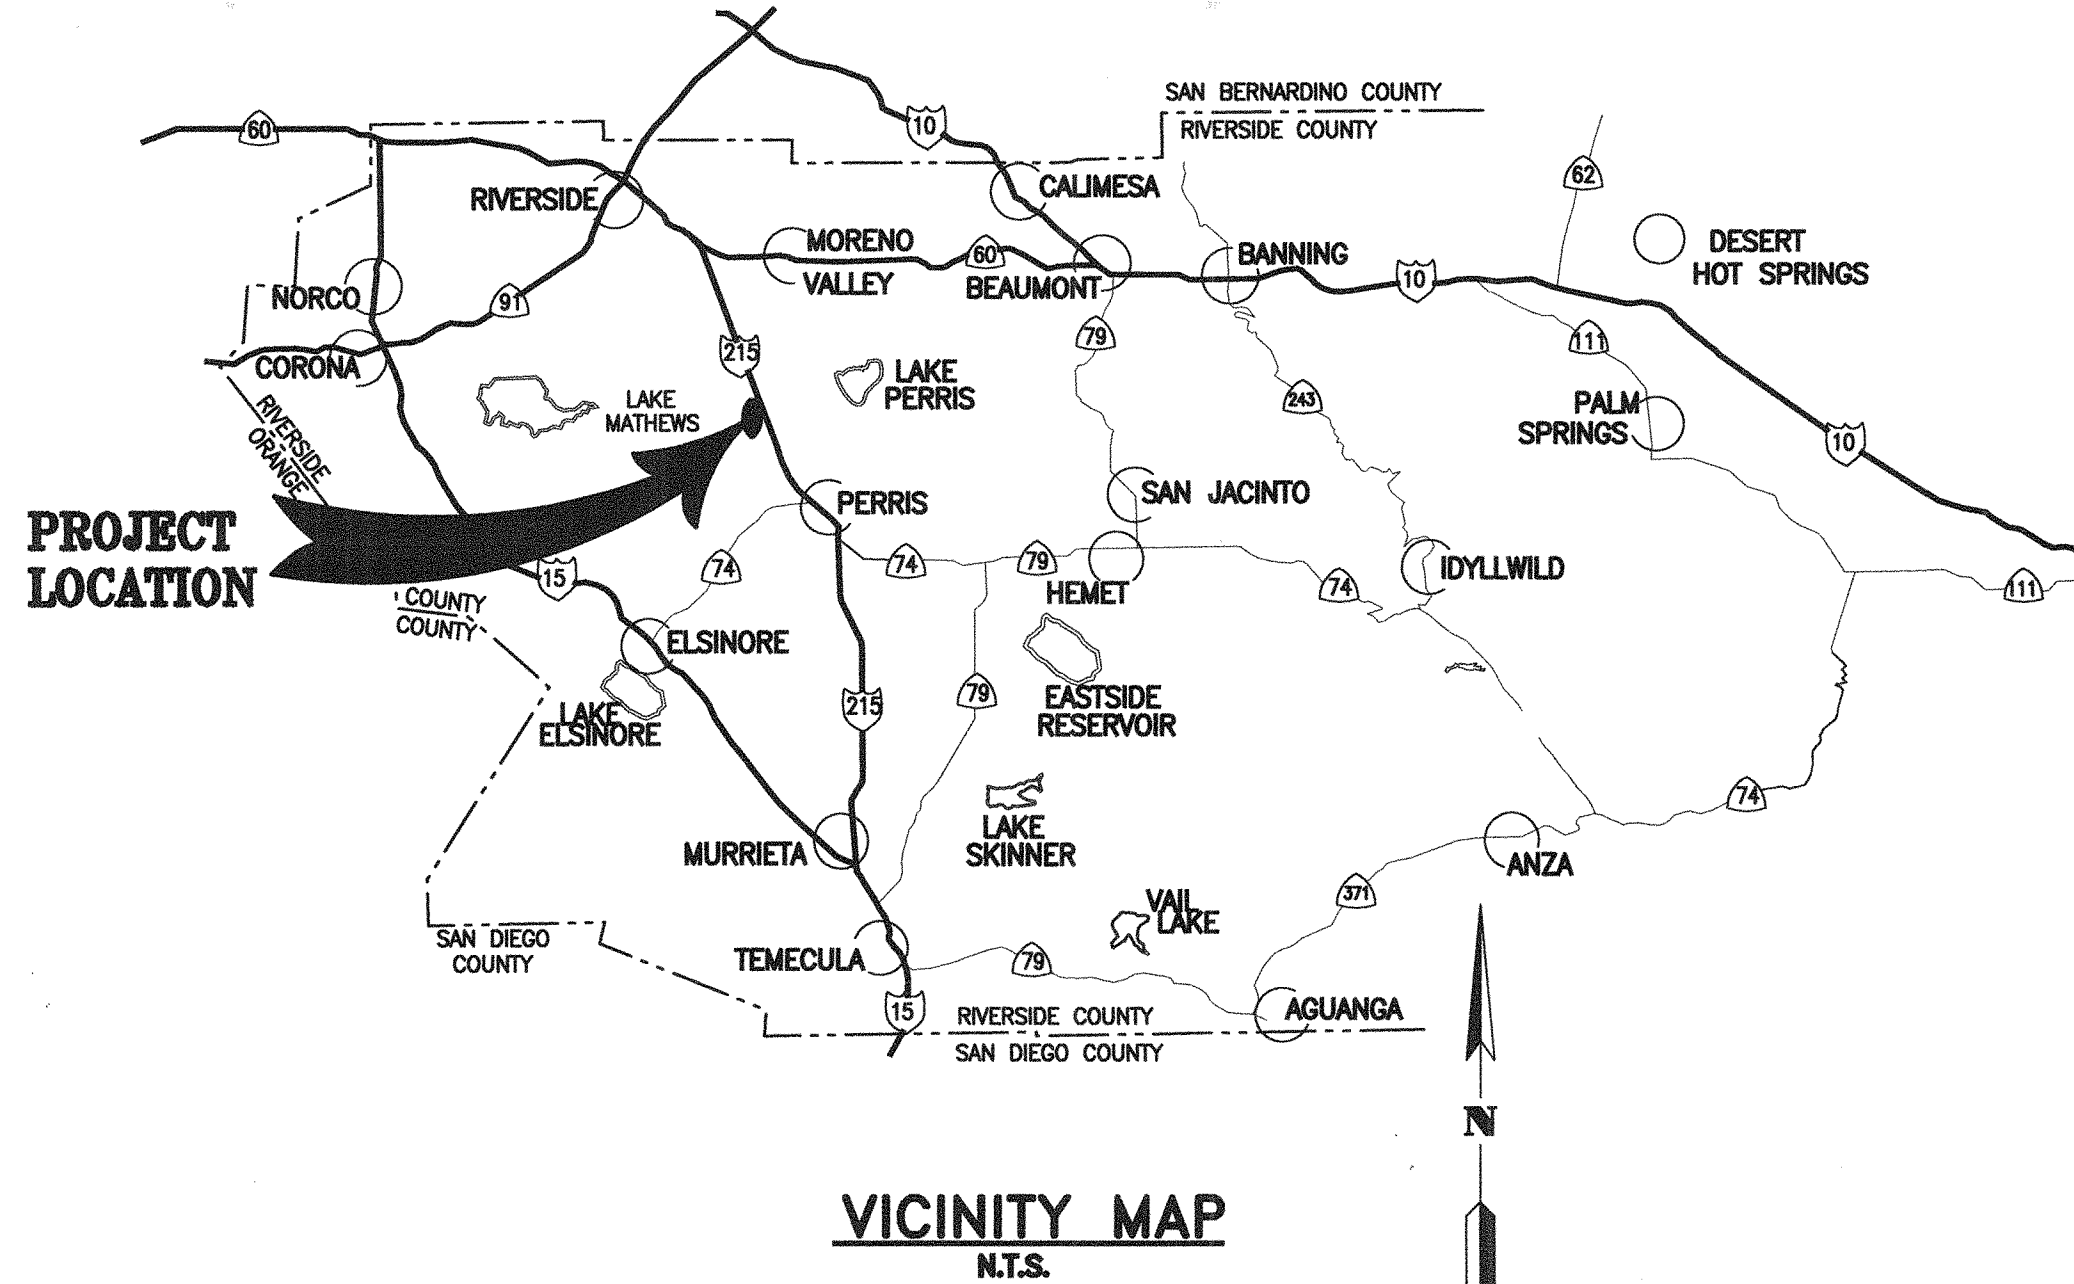 SAN BERNARDINO COUNTY
RIVERSIDE COUNTY
60
10
62
RIVERSIDE
CALIMESA
MORENO
VALLEY
60
BEAUMONT
BANNING
10
DESERT
HOT SPRINGS
NORCO
91
CORONA
215
79
111
LAKE
PERRIS
LAKE
MATHEWS
243
PALM
SPRINGS
10
RIVERSIDE
ORANGE
PROJECT
LOCATION
PERRIS
SAN JACINTO
15
74
74
79
HEMET
74
IDYLLWILD
111
COUNTY
COUNTY
ELSINORE
LAKE
ELSINORE
215
79
EASTSIDE
RESERVOIR
LAKE
SKINNER
74
MURRIETA
ANZA
371
VAIL
LAKE
SAN DIEGO
COUNTY
TEMECULA
79
15
RIVERSIDE COUNTY
SAN DIEGO COUNTY
AGUANGA
N
VICINITY MAP
N.T.S.